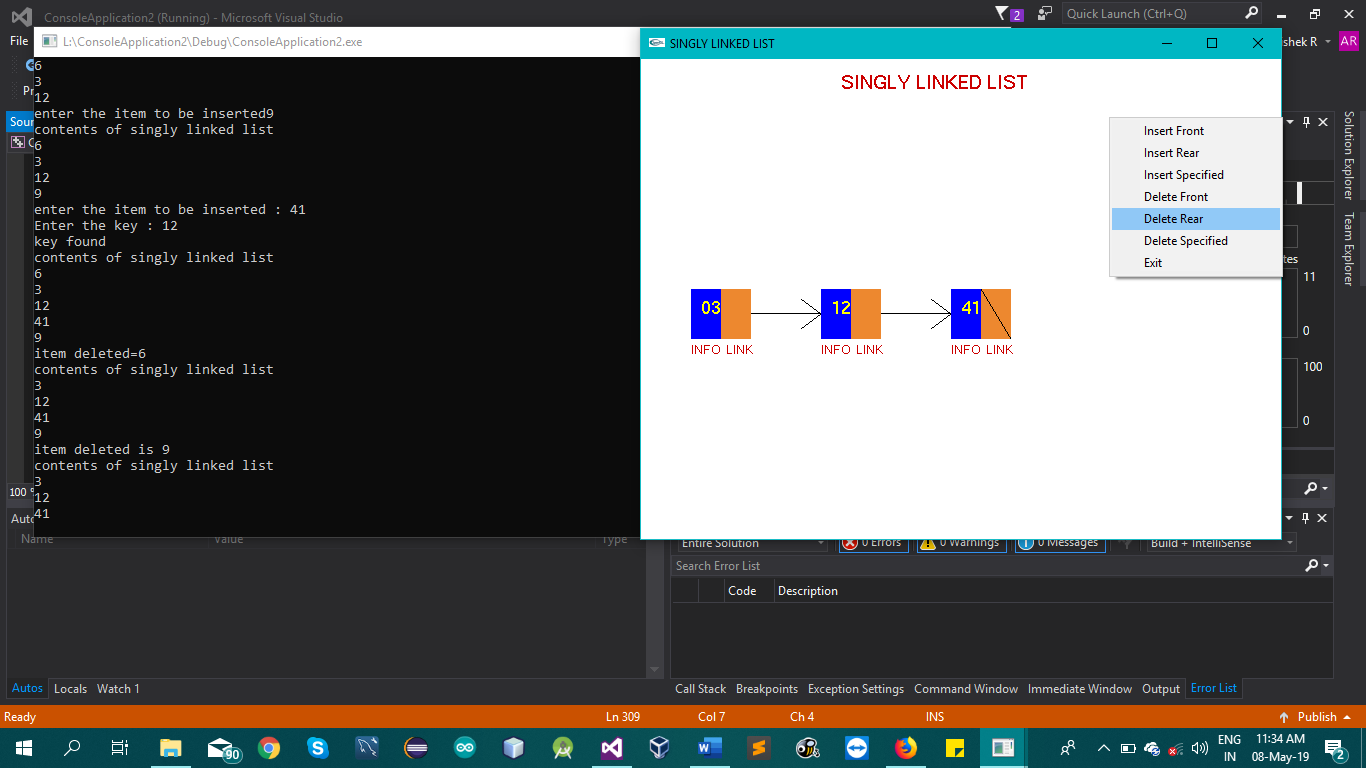 ConsoleApplication2 (Running) - Microsoft Visual Studio
2
Quick Launch (Ctrl+Q)
File
L:\ConsoleApplication2\Debug\ConsoleApplication2.exe
SINGLY LINKED LIST
shek R
AR
6
3
12
enter the item to be inserted9
contents of singly linked list
6
3
12
9
enter the item to be inserted : 41
Enter the key : 12
key found
contents of singly linked list
6
3
12
41
9
item deleted=6
contents of singly linked list
3
12
41
9
item deleted is 9
contents of singly linked list
3
12
41
SINGLY LINKED LIST
Insert Front
Insert Rear
Insert Specified
Delete Front
Delete Rear
Delete Specified
Exit
03 12 41
INFO LINK INFO LINK INFO LINK
Solution Explorer
Team Explorer
tes
11
0
100
0
100 %
Name Value Type
Entire Solution
0 Errors
0 Warnings
0 Messages
Build + IntelliSense
Search Error List
Code Description
Autos Locals Watch 1
Call Stack Breakpoints Exception Settings Command Window Immediate Window Output Error List
Ready Ln 309 Col 7 Ch 4 INS Publish
90
ENG
IN
11:34 AM
08-May-19
2